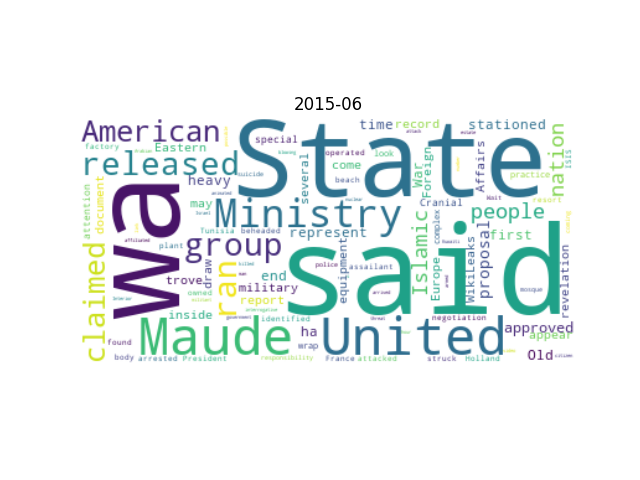 2015-06
American
State
time
record
stationed
factory
Eastern
special
operated
look
Affairs
nation
ISIS
released
heavy
several
come
War
Foreign
practice
suicide
beach
resort
attention
document
wa
may
Ministry
Islamic
Cranial
people
Israel
Tunisia
beheaded
represent
first
claimed
group
said
complex
WikiLeaks
proposal
plant
trove
draw
ran
end
equipment
police
assailant
Europe
mosque
revelation
owned
military
inside
report
identified
negotiation
Maude
ha
United
approved
appear
found
wrap
Old
body
arrested
President
responsibility
France
attacked
struck
Holland